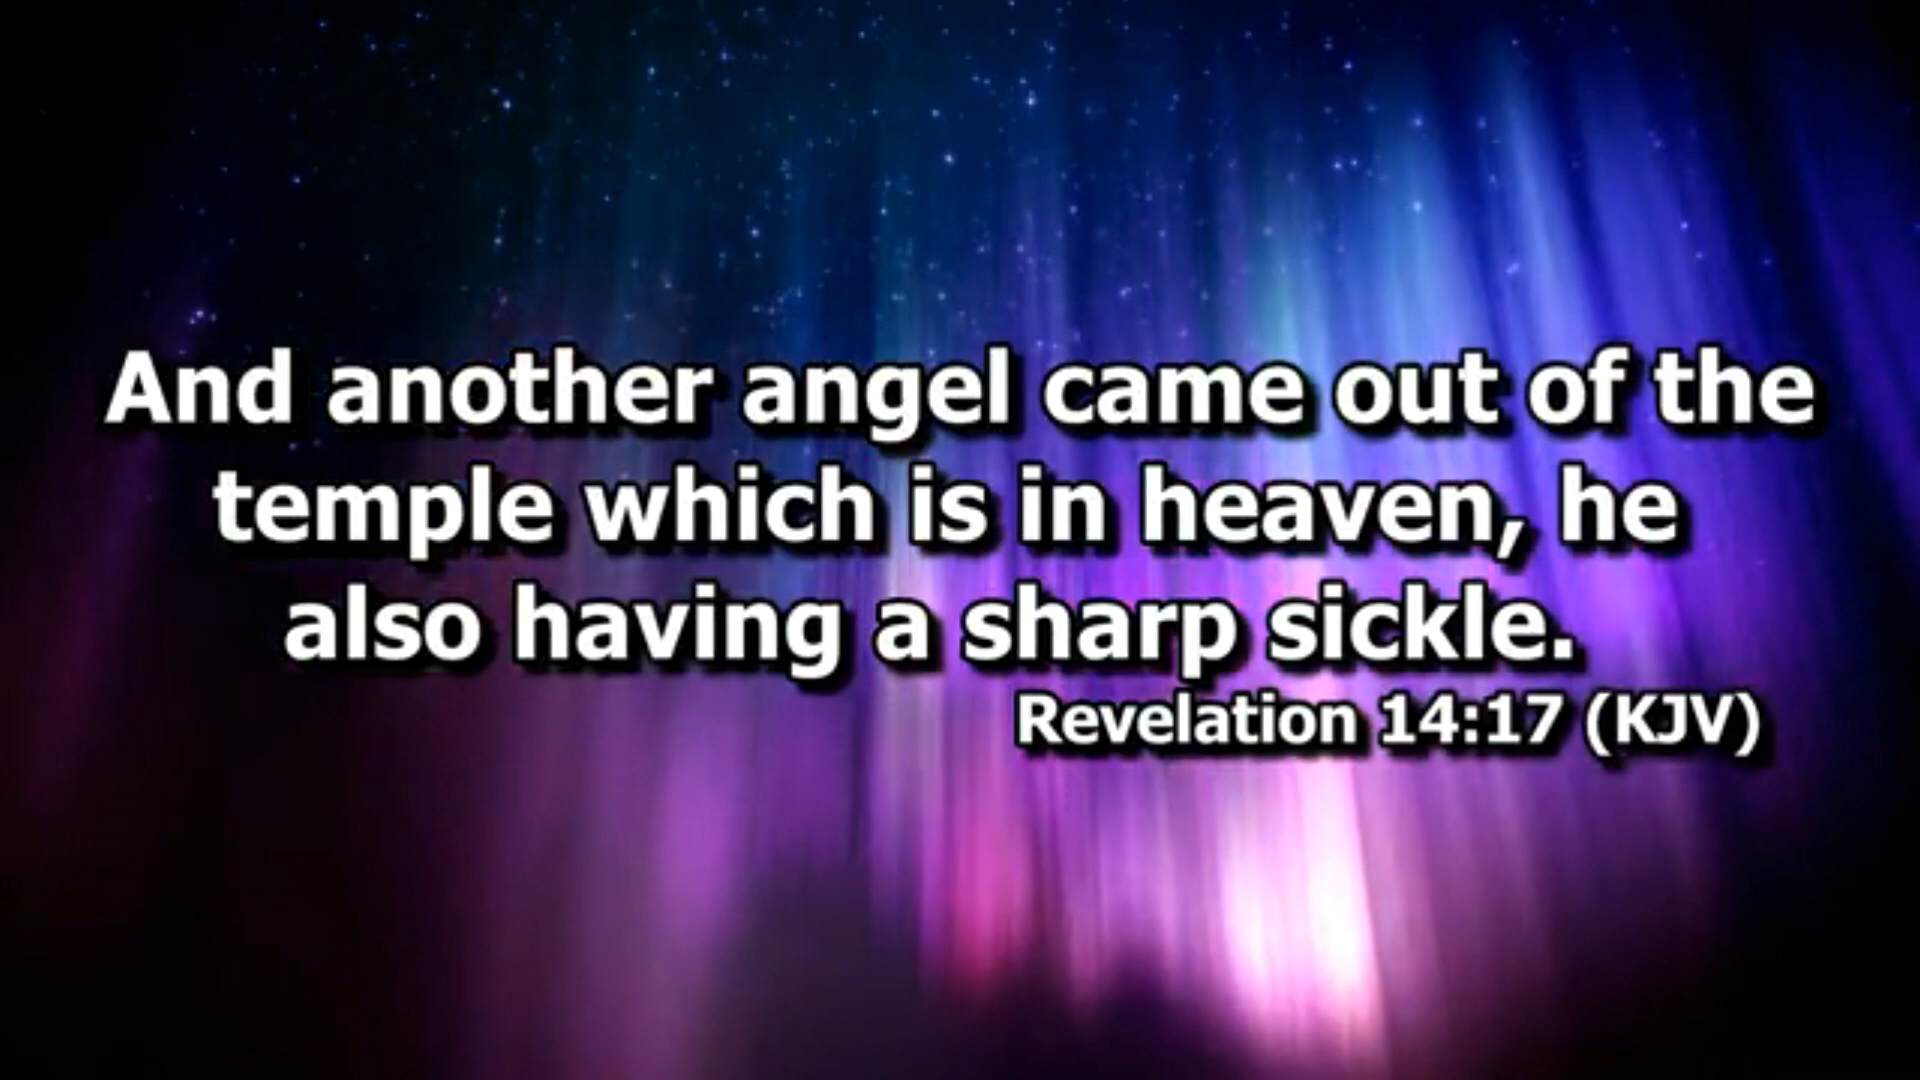 And another angel came out of the
temple which is in heaven, he
also having a sharp sickle.
Revelation 14:17 (KJV)